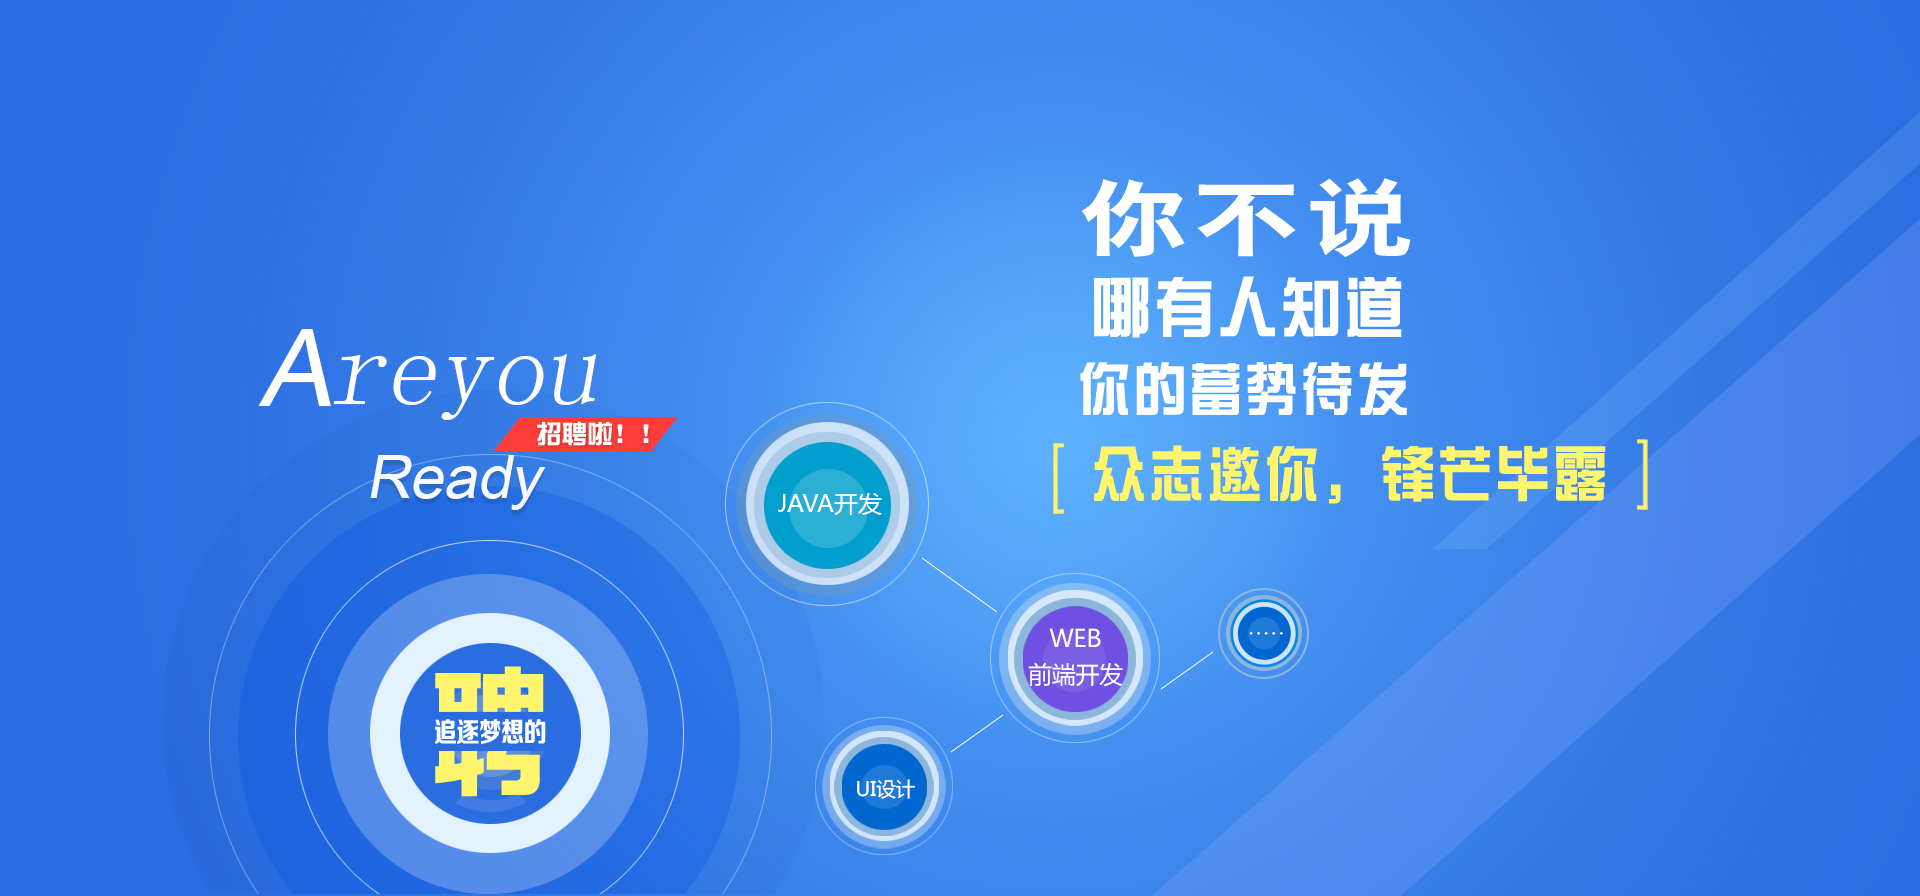 Areyou
招聘啦！！
Ready
聘
追逐梦想的
JAVA开发
WEB
前端开发
UI设计
·····
你不说
哪有人知道
你的蓄势待发
[ 众志邀你，锋芒毕露 ]